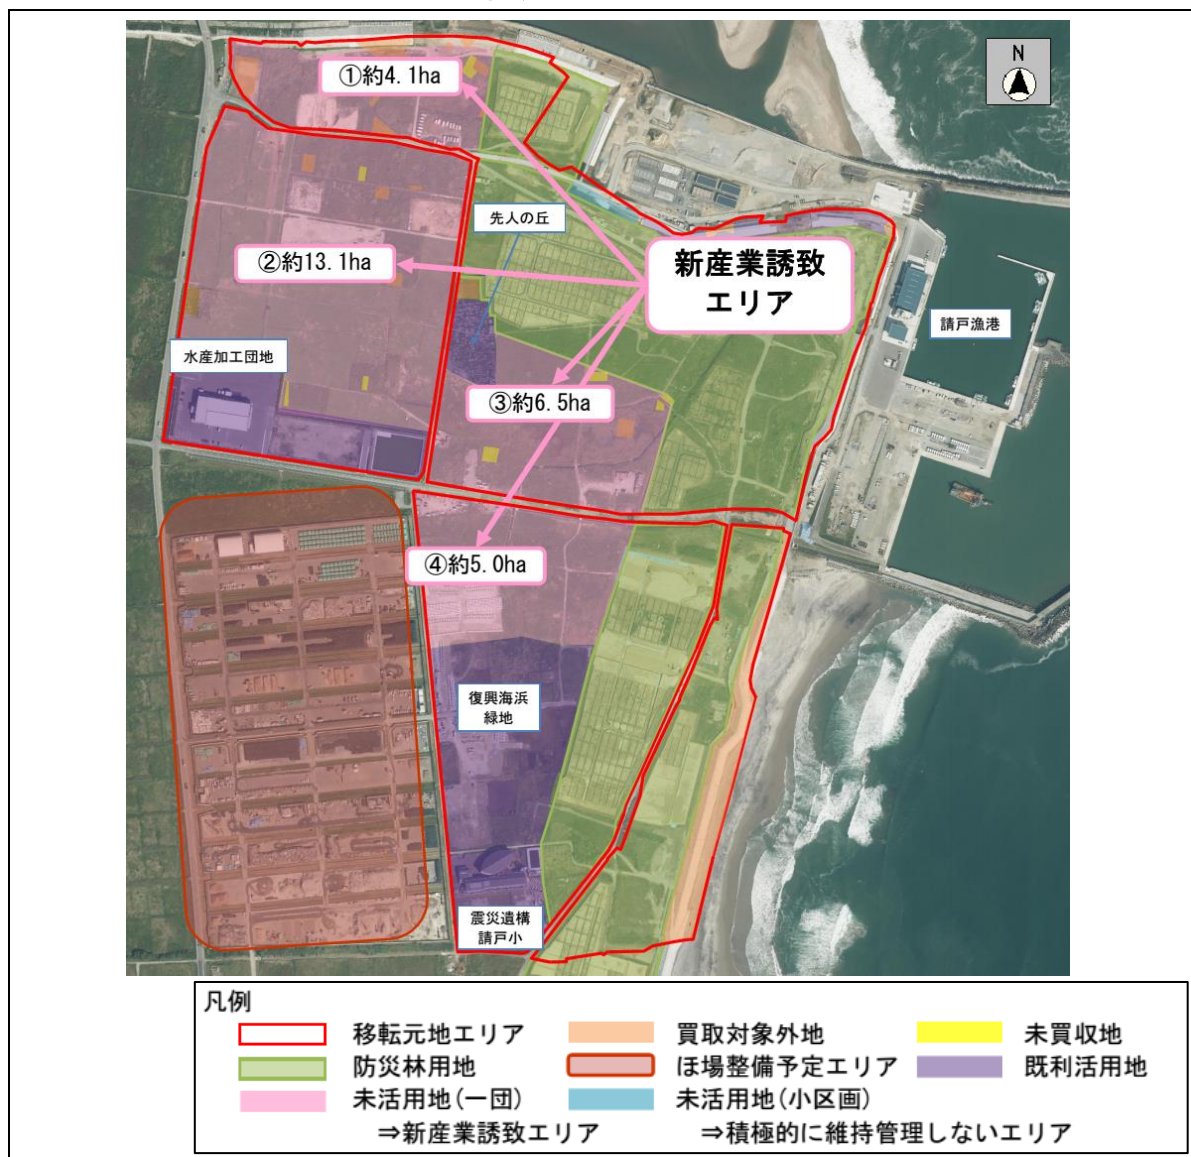 N
①約4.1ha
先人の丘
②約13.1ha
新産業誘致
エリア
請戸漁港
水産加工団地
③約6.5ha
④約5.0ha
復興海浜
緑地
震災遺構
請戸小
凡例
移転元地エリア
買取対象外地
未買収地
防災林用地
ほ場整備予定エリア
既利活用地
未活用地(一団)
⇒新産業誘致エリア
未活用地(小区画)
⇒積極的に維持管理しないエリア